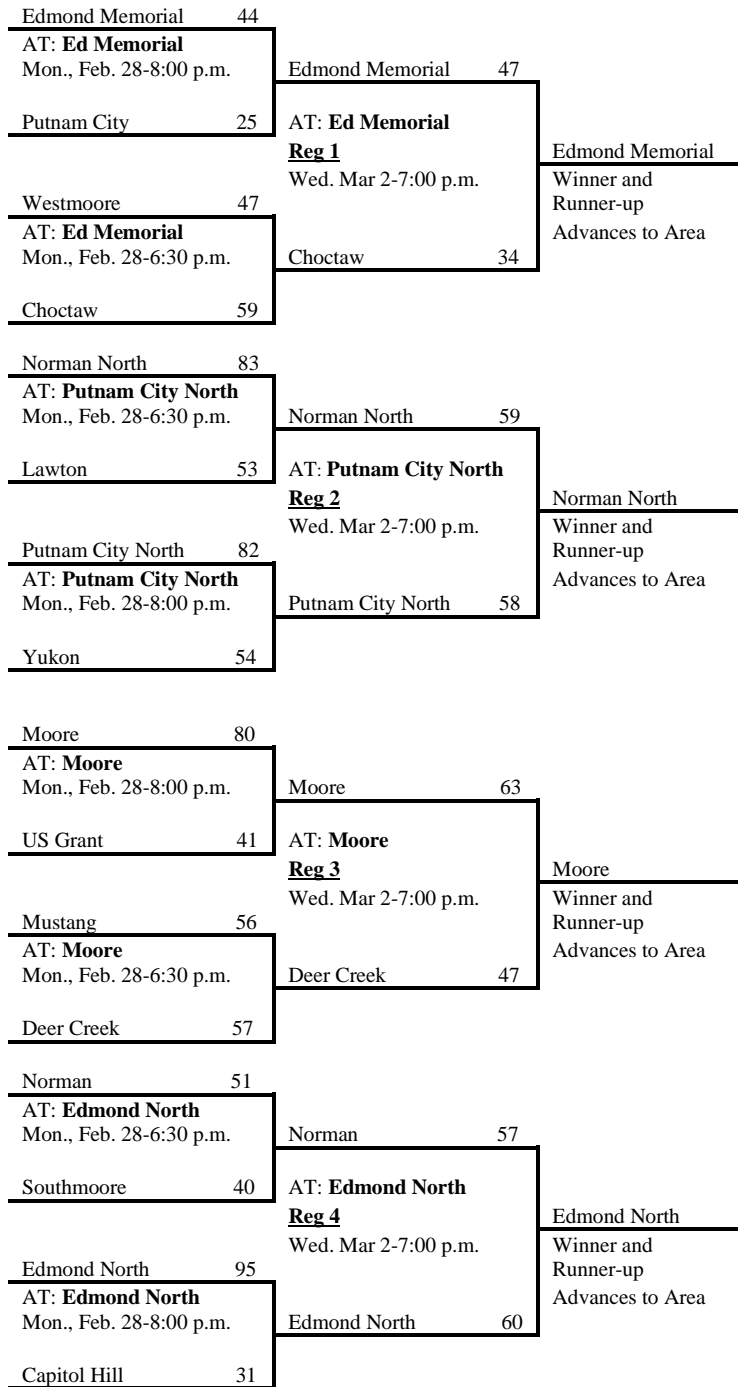 Edmond Memorial 44
AT: Ed Memorial
Mon., Feb. 28-8:00 p.m.
Edmond Memorial 47
Putnam City 25
AT: Ed Memorial
Reg 1
Edmond Memorial
Wed. Mar 2-7:00 p.m.
Winner and
Westmoore 47
Runner-up
AT: Ed Memorial
Advances to Area
Mon., Feb. 28-6:30 p.m.
Choctaw 34
Choctaw 59
Norman North 83
AT: Putnam City North
Mon., Feb. 28-6:30 p.m.
Norman North 59
Lawton 53
AT: Putnam City North
Reg 2
Norman North
Wed. Mar 2-7:00 p.m.
Winner and
Putnam City North 82
Runner-up
AT: Putnam City North
Advances to Area
Mon., Feb. 28-8:00 p.m.
Putnam City North 58
Yukon 54
Moore 80
AT: Moore
Mon., Feb. 28-8:00 p.m.
Moore 63
US Grant 41
AT: Moore
Reg 3
Moore
Wed. Mar 2-7:00 p.m.
Winner and
Mustang 56
Runner-up
AT: Moore
Advances to Area
Mon., Feb. 28-6:30 p.m.
Deer Creek 47
Deer Creek 57
Norman 51
AT: Edmond North
Mon., Feb. 28-6:30 p.m.
Norman 57
Southmoore 40
AT: Edmond North
Reg 4
Edmond North
Wed. Mar 2-7:00 p.m.
Winner and
Edmond North 95
Runner-up
AT: Edmond North
Advances to Area
Mon., Feb. 28-8:00 p.m.
Edmond North 60
Capitol Hill 31